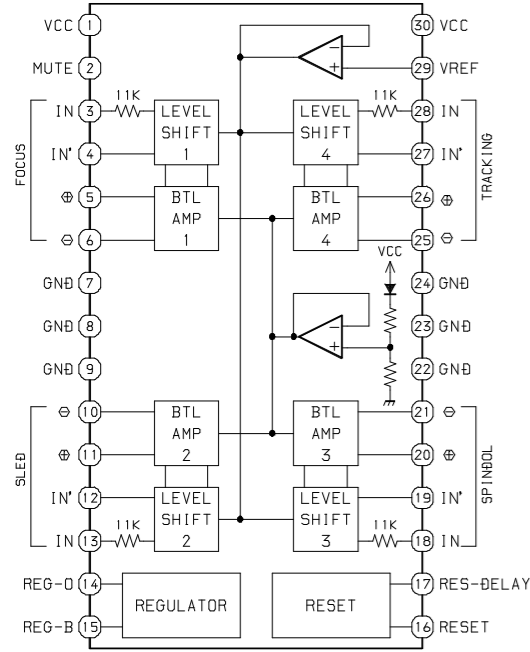 VCC 1
30 VCC
MUTE 2
29 VREF
- +
FOCUS
IN 3 11K
LEVEL SHIFT 1
LEVEL SHIFT 4
11K 28 IN
TRACKING
IN' 4
27 IN'
⊕ 5
BTL AMP 1
BTL AMP 4
26 ⊕
⊖ 6
25 ⊖
VCC
GND 7
24 GND
GND 8
- +
23 GND
GND 9
22 GND
SLED
⊖ 10
BTL AMP 2
BTL AMP 3
21 ⊖
SPINDOL
⊕ 11
20 ⊕
IN' 12
LEVEL SHIFT 2
LEVEL SHIFT 3
19 IN'
IN 13 11K
11K 18 IN
REG-O 14
REGULATOR
RESET
17 RES-DELAY
REG-B 15
16 RESET